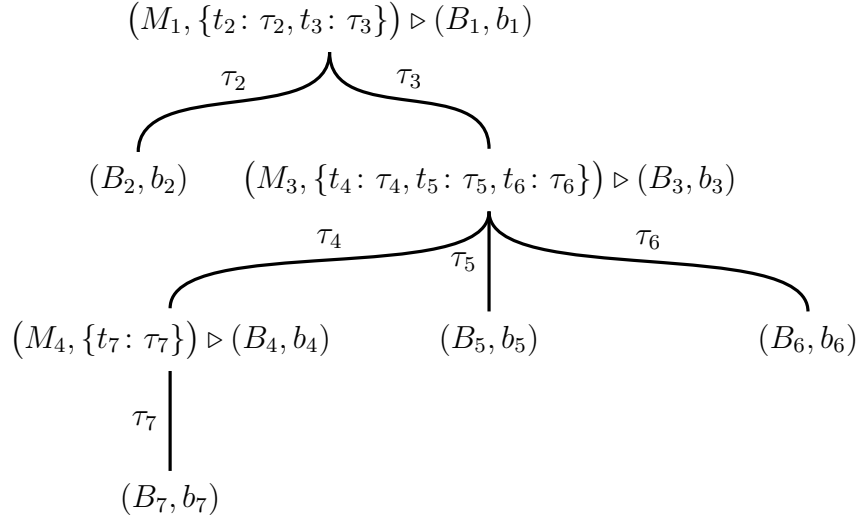 (M₁, {t₂ : τ₂, t₃ : τ₃}) ▹ (B₁, b₁)
τ₂ τ₃
(B₂, b₂) (M₃, {t₄ : τ₄, t₅ : τ₅, t₆ : τ₆}) ▹ (B₃, b₃)
τ₄ τ₅ τ₆
(M₄, {t₇ : τ₇}) ▹ (B₄, b₄) (B₅, b₅) (B₆, b₆)
τ₇
(B₇, b₇)